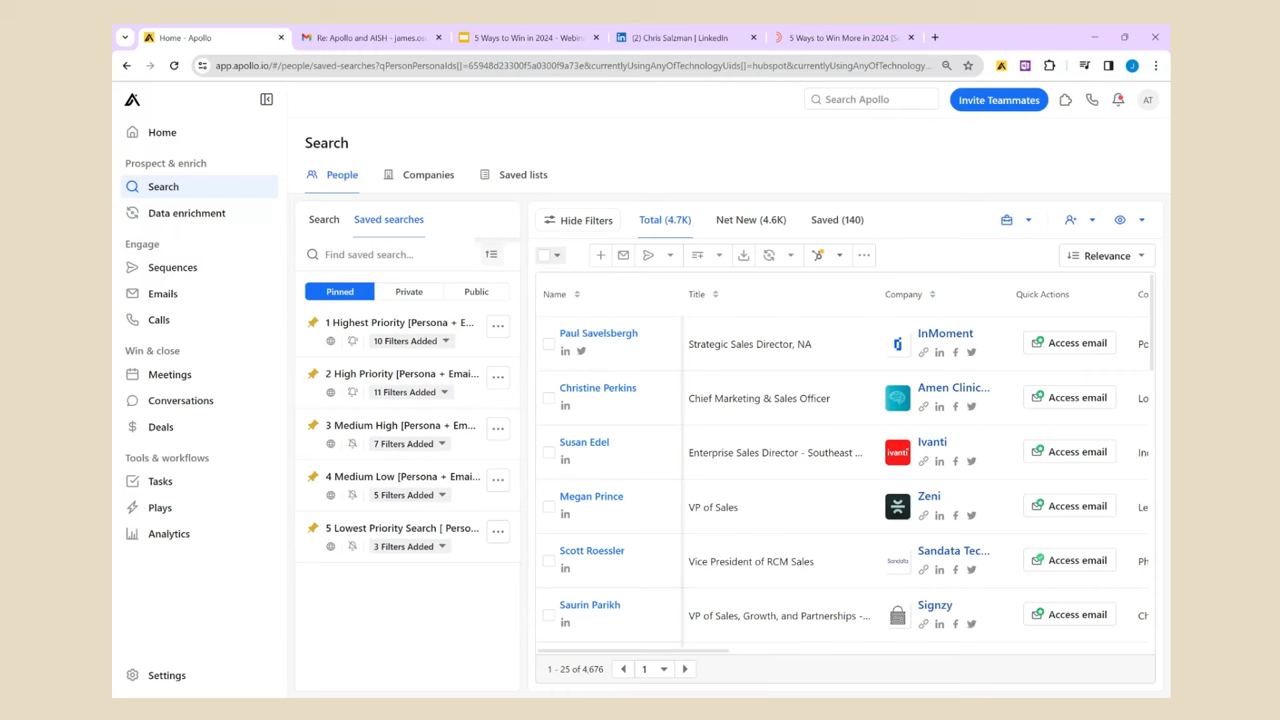 Home - Apollo
Re: Apollo and AISH - james.os
5 Ways to Win in 2024 - Webina
(2) Chris Salzman | LinkedIn
5 Ways to Win More in 2024 [S
app.apollo.io/#/people/saved-searches?qPersonPersonaIds[]=65948d23300f5a0300f9a73e&currentlyUsingAnyOfTechnologyUids[]=hubspot&currentlyUsingAnyOfTechnology...
J
Search Apollo
Invite Teammates
AT
Home
Prospect & enrich
Search
Data enrichment
Engage
Sequences
Emails
Calls
Win & close
Meetings
Conversations
Deals
Tools & workflows
Tasks
Plays
Analytics
Settings
Search
People
Companies
Saved lists
Search
Saved searches
Find saved search...
Pinned
Private
Public
1 Highest Priority [Persona + E...
10 Filters Added
2 High Priority [Persona + Emai...
11 Filters Added
3 Medium High [Persona + Em...
7 Filters Added
4 Medium Low [Persona + Emai...
5 Filters Added
5 Lowest Priority Search [ Perso...
3 Filters Added
Hide Filters
Total (4.7K)
Net New (4.6K)
Saved (140)
Relevance
Name
Title
Company
Quick Actions
Co
Paul Savelsbergh
Strategic Sales Director, NA
InMoment
Access email
Po
Christine Perkins
Chief Marketing & Sales Officer
Amen Clinic...
Access email
Lo
Susan Edel
Enterprise Sales Director - Southeast ...
ivanti
Ivanti
Access email
Inc
Megan Prince
VP of Sales
Zeni
Access email
Le
Scott Roessler
Vice President of RCM Sales
Sandata
Sandata Tec...
Access email
Ph
Saurin Parikh
VP of Sales, Growth, and Partnerships -...
Signzy
Access email
Ch
1 - 25 of 4,676
1